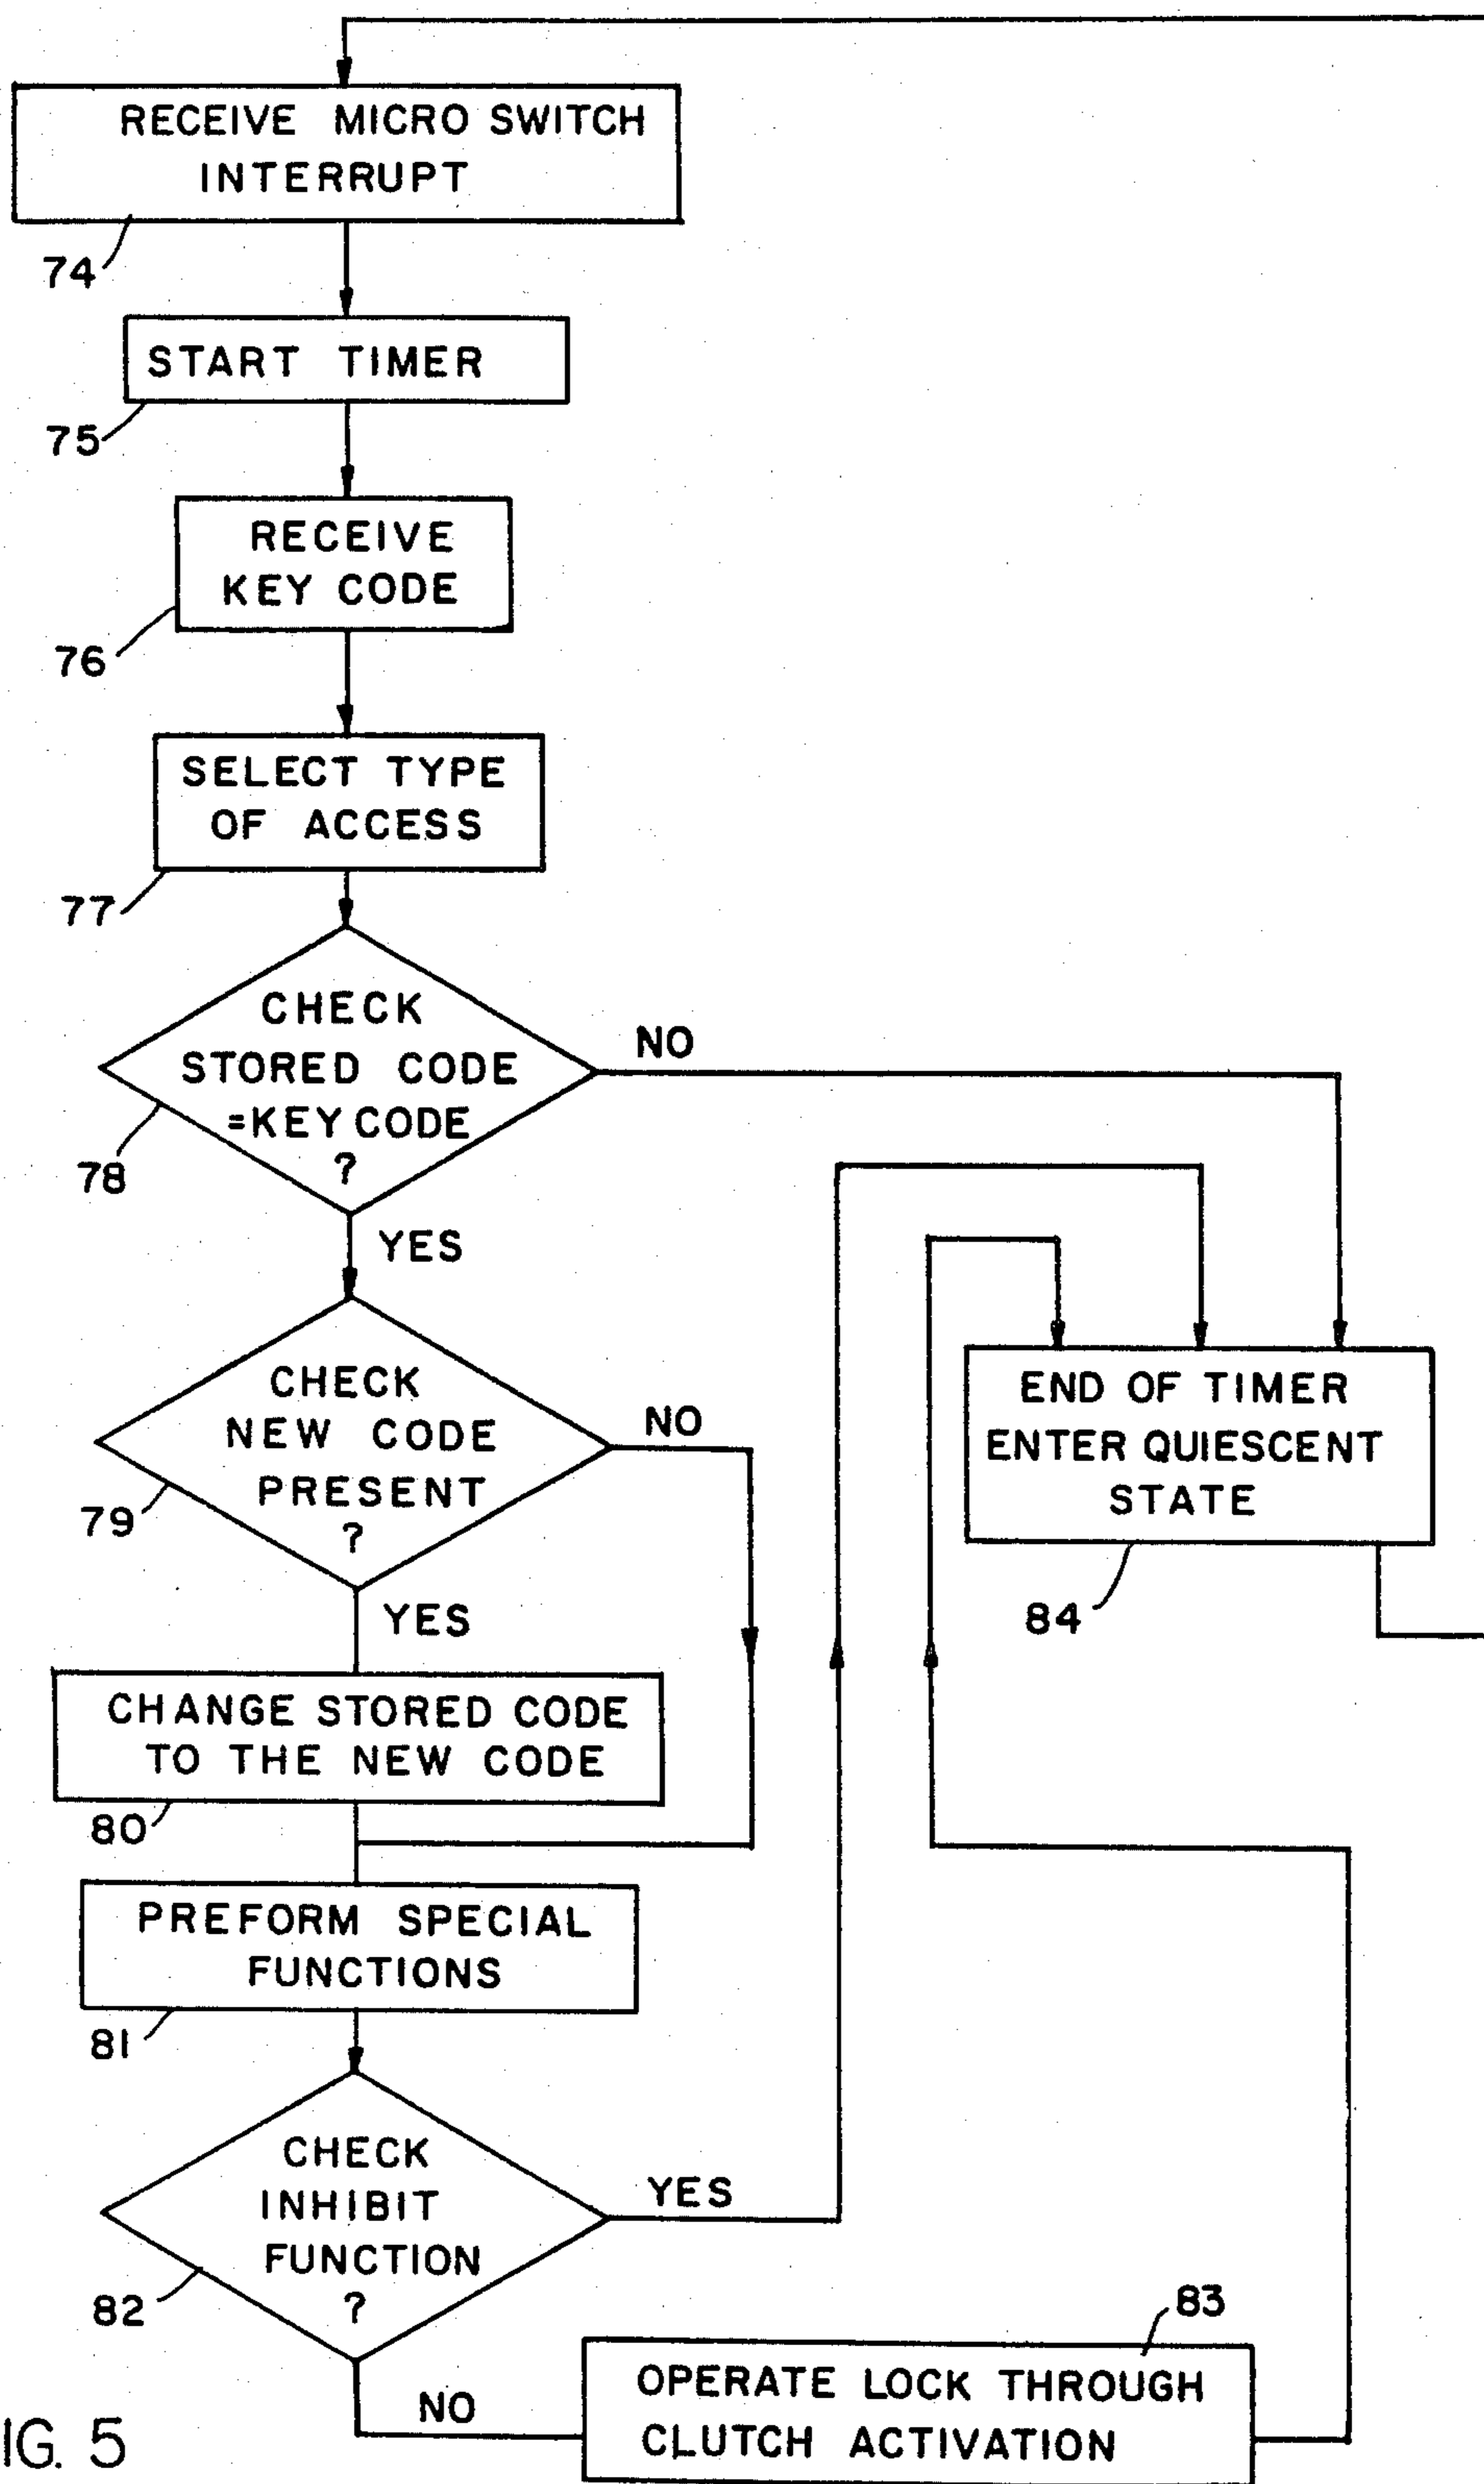 RECEIVE MICRO SWITCH
INTERRUPT
74
START TIMER
75
RECEIVE
KEY CODE
76
SELECT TYPE
OF ACCESS
77
CHECK
STORED CODE
=KEY CODE
?
78
NO
YES
CHECK
NEW CODE
PRESENT
?
79
NO
YES
END OF TIMER
ENTER QUIESCENT
STATE
84
CHANGE STORED CODE
TO THE NEW CODE
80
PREFORM SPECIAL
FUNCTIONS
81
CHECK
INHIBIT
FUNCTION
?
82
YES
NO
83
OPERATE LOCK THROUGH
CLUTCH ACTIVATION
IG. 5